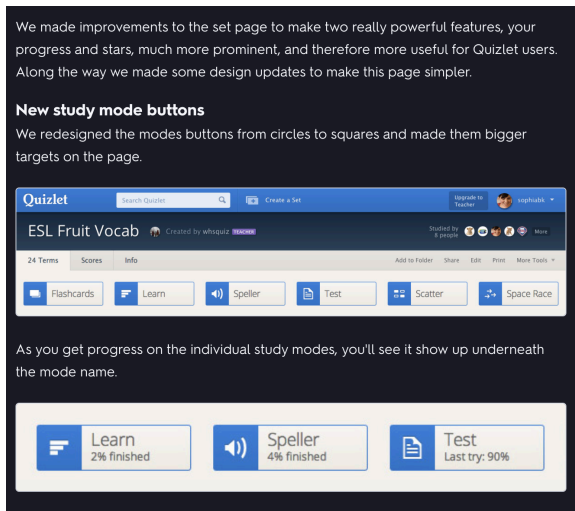 We made improvements to the set page to make two really powerful features, your
progress and stars, much more prominent, and therefore more useful for Quizlet users.
Along the way we made some design updates to make this page simpler.
New study mode buttons
We redesigned the modes buttons from circles to squares and made them bigger
targets on the page.
Quizlet Search Quizlet Create a Set Upgrade to Teacher sophiabk
ESL Fruit Vocab Created by whsquiz TEACHER Studied by 8 people More
24 Terms Scores Info Add to Folder Share Edit Print More Tools
Flashcards Learn Speller Test Scatter Space Race
As you get progress on the individual study modes, you'll see it show up underneath
the mode name.
Learn Speller Test
2% finished 4% finished Last try: 90%